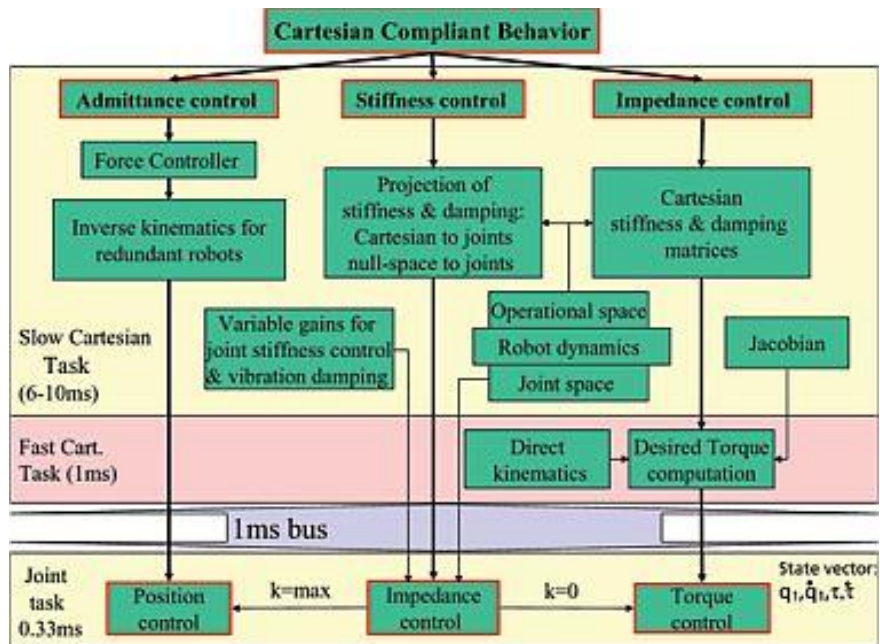 Cartesian Compliant Behavior
Admittance control
Stiffness control
Impedance control
Force Controller
Inverse kinematics for
redundant robots
Projection of
stiffness & damping:
Cartesian to joints
null-space to joints
Cartesian
stiffness & damping
matrices
Slow Cartesian
Task
(6-10ms)
Variable gains for
joint stiffness control
& vibration damping
Operational space
Robot dynamics
Joint space
Jacobian
Fast Cart.
Task (1ms)
Direct
kinematics
Desired Torque
computation
1ms bus
Joint
task
0.33ms
Position
control
k=max
Impedance
control
k=0
Torque
control
State vector:
q₁,q̇₁,τ,τ̇